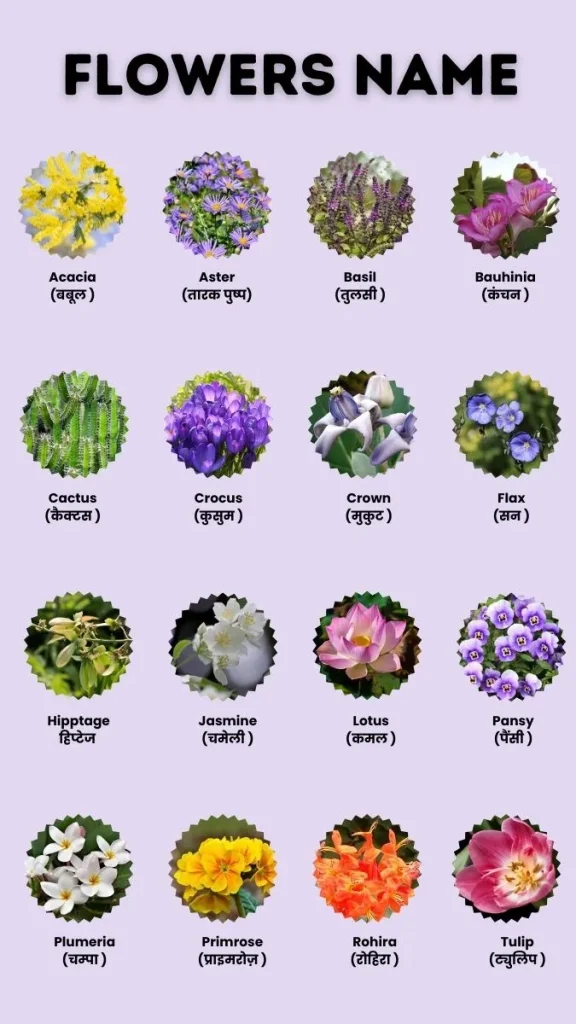 FLOWERS NAME
Acacia
(बबूल )
Aster
(तारक पुष्प)
Basil
(तुलसी )
Bauhinia
(कंचन )
Cactus
(कैक्टस )
Crocus
(कुसुम )
Crown
(मुकुट )
Flax
(सन )
Hipptage
हिप्टेज
Jasmine
(चमेली )
Lotus
(कमल )
Pansy
(पैंसी )
Plumeria
(चम्पा )
Primrose
(प्राइमरोज़ )
Rohira
(रोहिरा )
Tulip
(ट्युलिप )